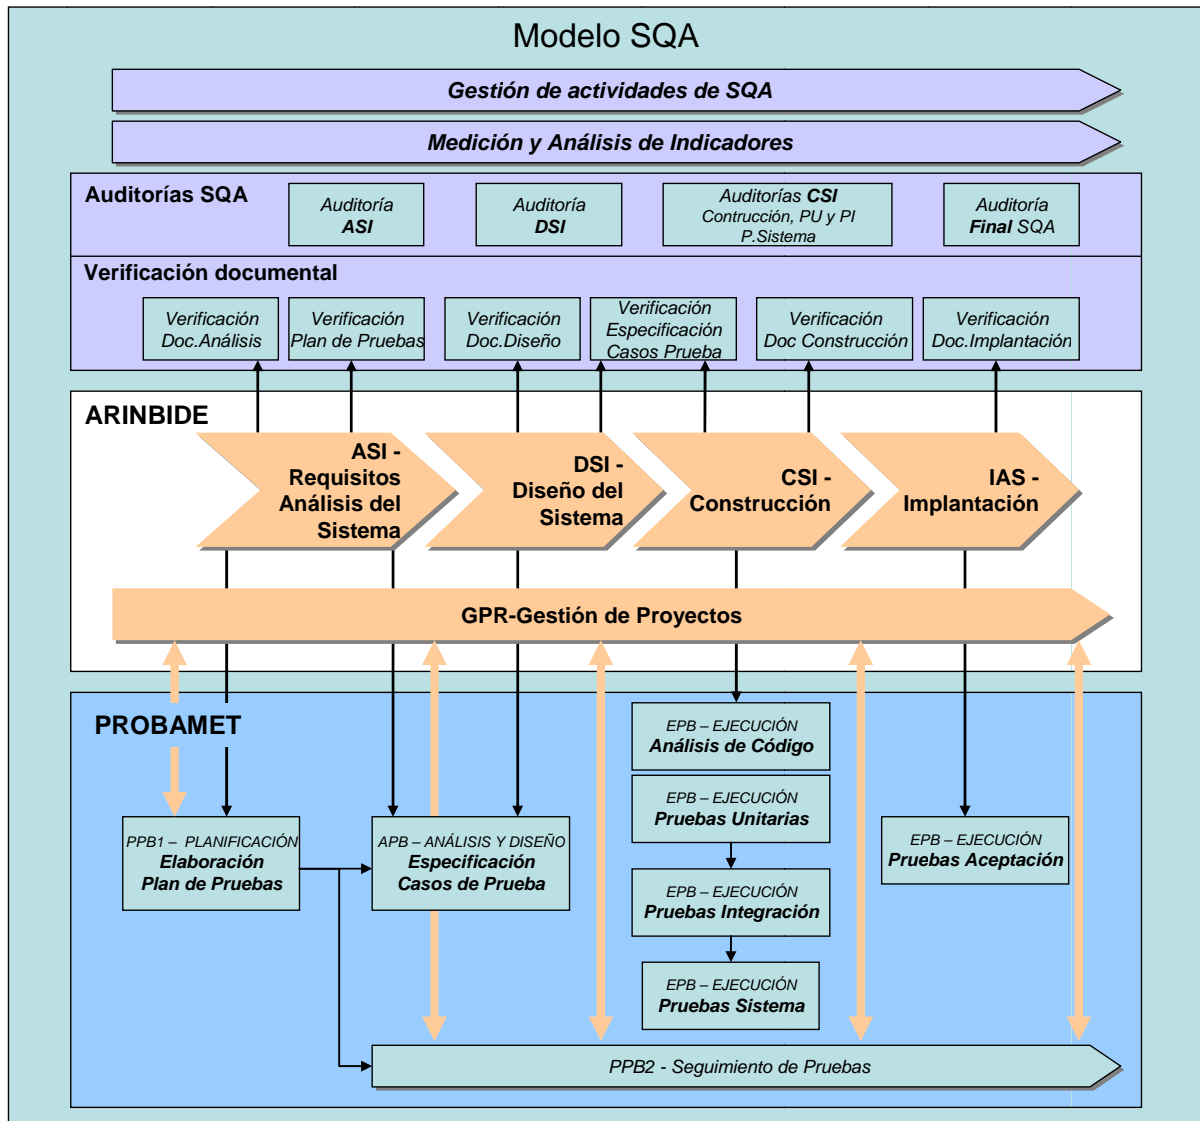 Modelo SQA
Gestión de actividades de SQA
Medición y Análisis de Indicadores
Auditorías SQA
Auditoría
ASI
Auditoría
DSI
Auditorías CSI
Contrucción, PU y PI
P.Sistema
Auditoría
Final SQA
Verificación documental
Verificación
Doc.Análisis
Verificación
Plan de Pruebas
Verificación
Doc.Diseño
Verificación
Especificación
Casos Prueba
Verificación
Doc Construcción
Verificación
Doc.Implantación
ARINBIDE
ASI -
Requisitos
Análisis del
Sistema
DSI -
Diseño del
Sistema
CSI -
Construcción
IAS -
Implantación
GPR-Gestión de Proyectos
PROBAMET
PPB1 – PLANIFICACIÓN
Elaboración
Plan de Pruebas
APB – ANÁLISIS Y DISEÑO
Especificación
Casos de Prueba
EPB – EJECUCIÓN
Análisis de Código
EPB – EJECUCIÓN
Pruebas Unitarias
EPB – EJECUCIÓN
Pruebas Integración
EPB – EJECUCIÓN
Pruebas Sistema
EPB – EJECUCIÓN
Pruebas Aceptación
PPB2 - Seguimiento de Pruebas